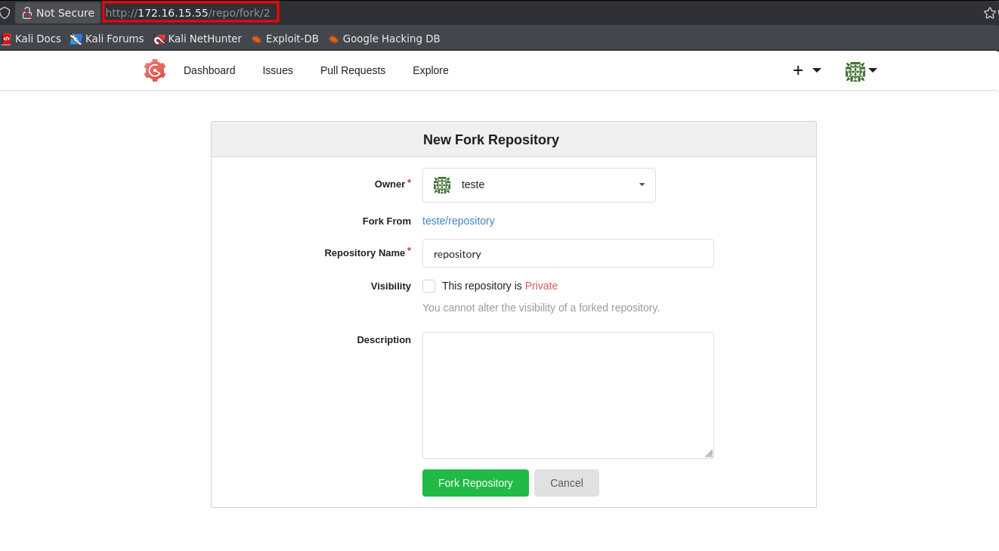 Not Secure http://172.16.15.55/repo/fork/2
Kali Docs Kali Forums Kali NetHunter Exploit-DB Google Hacking DB
Dashboard Issues Pull Requests Explore
New Fork Repository
Owner* teste
Fork From teste/repository
Repository Name* repository
Visibility This repository is Private
You cannot alter the visibility of a forked repository.
Description
Fork Repository Cancel